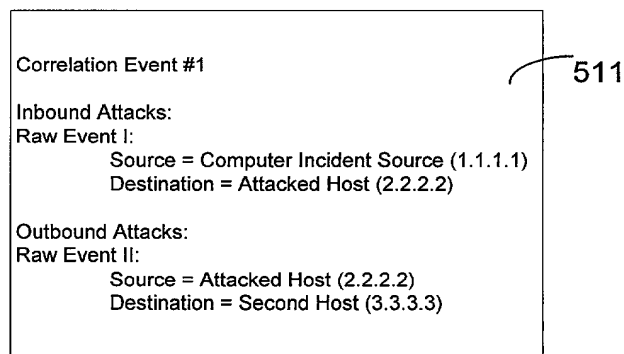 Correlation Event #1
511
Inbound Attacks:
Raw Event I:
Source = Computer Incident Source (1.1.1.1)
Destination = Attacked Host (2.2.2.2)
Outbound Attacks:
Raw Event II:
Source = Attacked Host (2.2.2.2)
Destination = Second Host (3.3.3.3)